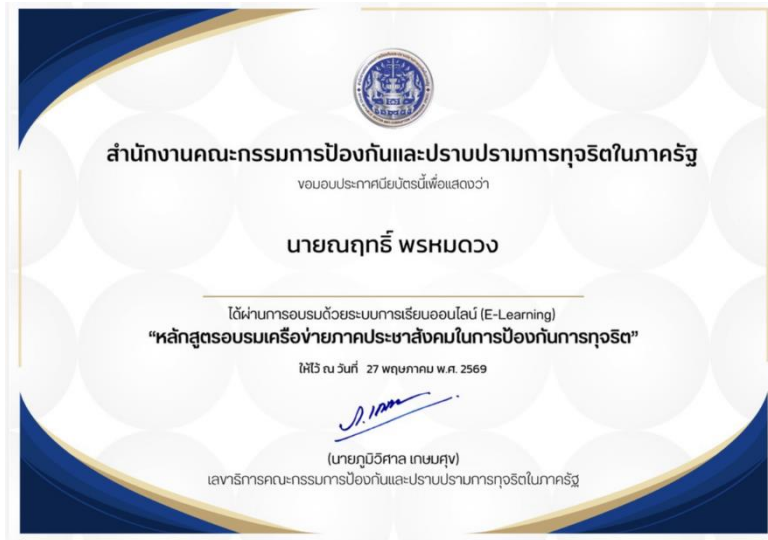 สำนักงานคณะกรรมการป้องกันและปราบปรามการทุจริตในภาครัฐ
ขอมอบประกาศนียบัตรนี้เพื่อแสดงว่า
นายณฤทธิ์ พรหมดวง
ได้ผ่านการอบรมด้วยระบบการเรียนออนไลน์ (E-Learning)
“หลักสูตรอบรมเครือข่ายภาคประชาสังคมในการป้องกันการทุจริต”
ให้ไว้ ณ วันที่ 27 พฤษภาคม พ.ศ. 2569
(นายภูมิวิศาล เกษมศุข)
เลขาธิการคณะกรรมการป้องกันและปราบปรามการทุจริตในภาครัฐ